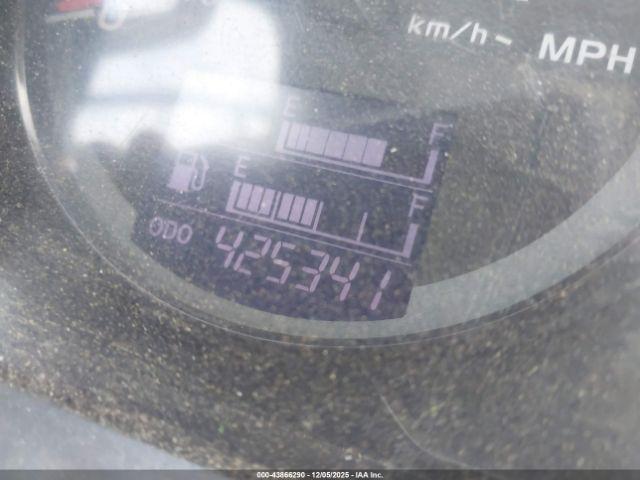 km/h- MPH
E F
E F
ODO 425341
000-43866290 - 12/05/2025 - IAA Inc.